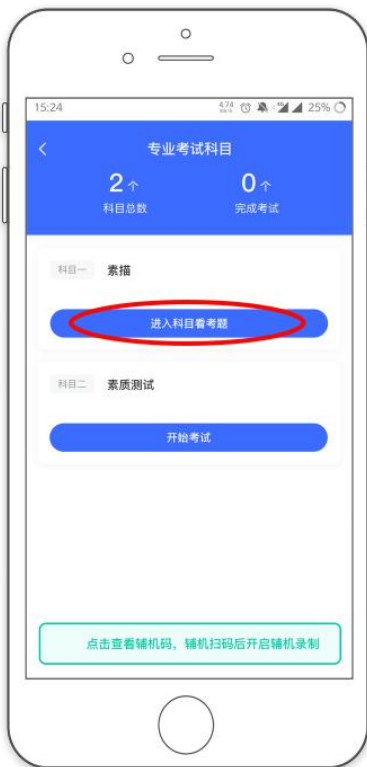 15:24
4.74
25%
专业考试科目
2个
0个
科目总数
完成考试
科目一 素描
进入科目看考题
科目二 素质测试
开始考试
点击查看辅机码，辅机扫码后开启辅机录制